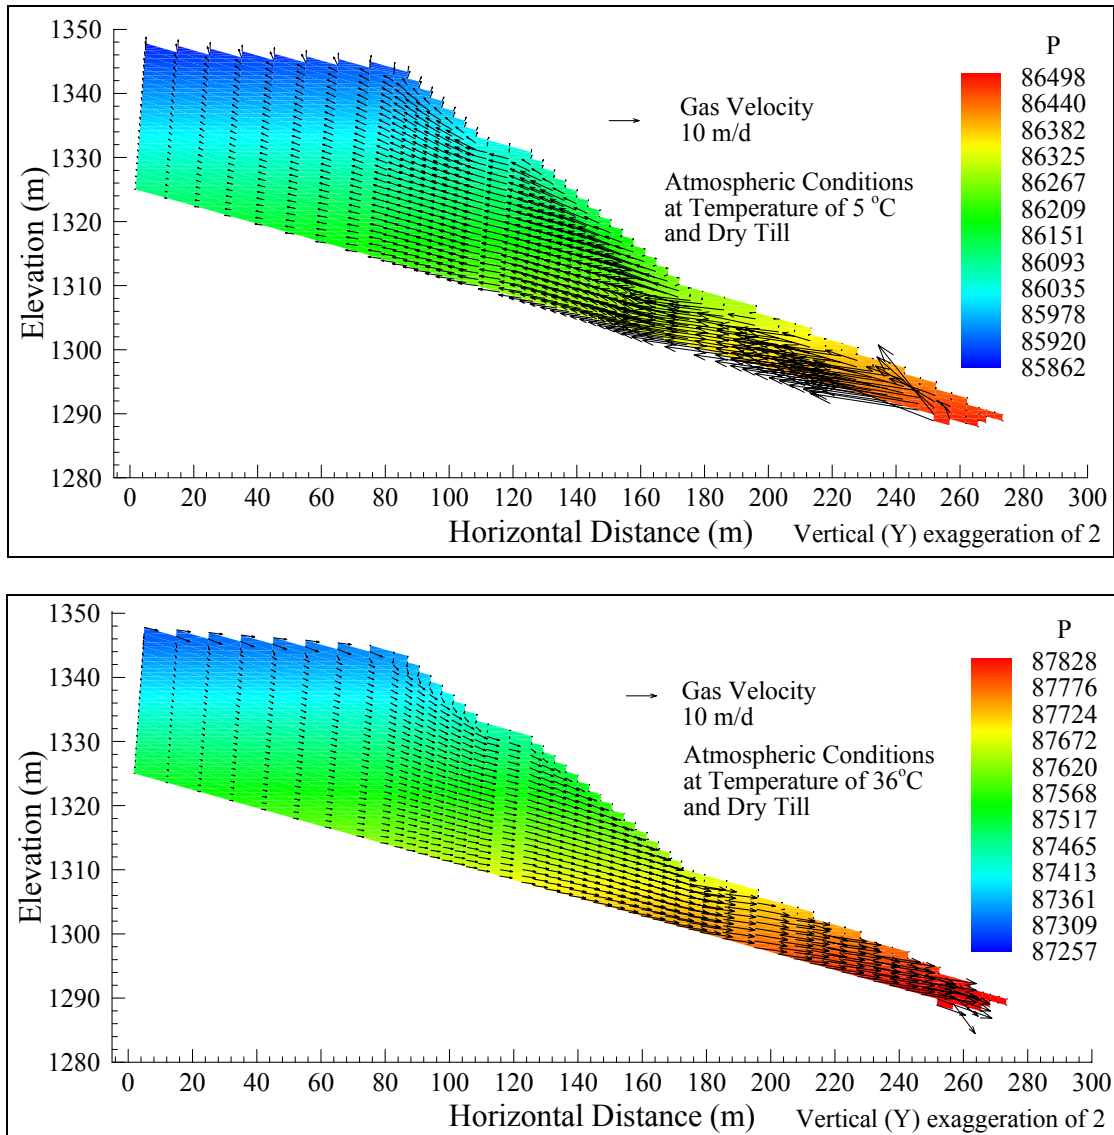 1350
1340
1330
1320
1310
1300
1290
1280
Elevation (m)
0 20 40 60 80 100 120 140 160 180 200 220 240 260 280 300
Horizontal Distance (m)
Vertical (Y) exaggeration of 2
Gas Velocity
10 m/d
Atmospheric Conditions
at Temperature of 5 °C
and Dry Till
P
86498
86440
86382
86325
86267
86209
86151
86093
86035
85978
85920
85862
1350
1340
1330
1320
1310
1300
1290
1280
Elevation (m)
0 20 40 60 80 100 120 140 160 180 200 220 240 260 280 300
Horizontal Distance (m)
Vertical (Y) exaggeration of 2
Gas Velocity
10 m/d
Atmospheric Conditions
at Temperature of 36°C
and Dry Till
P
87828
87776
87724
87672
87620
87568
87517
87465
87413
87361
87309
87257